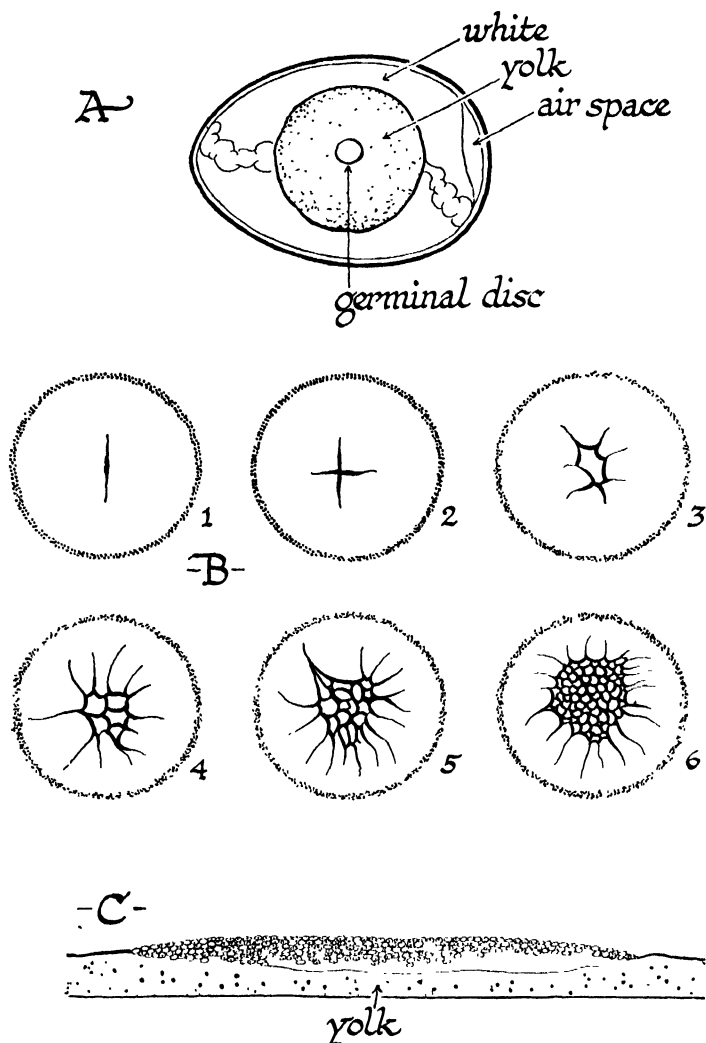 white
yolk
A
air space
germinal disc
1
2
3
-B-
4
5
6
-C-
yolk